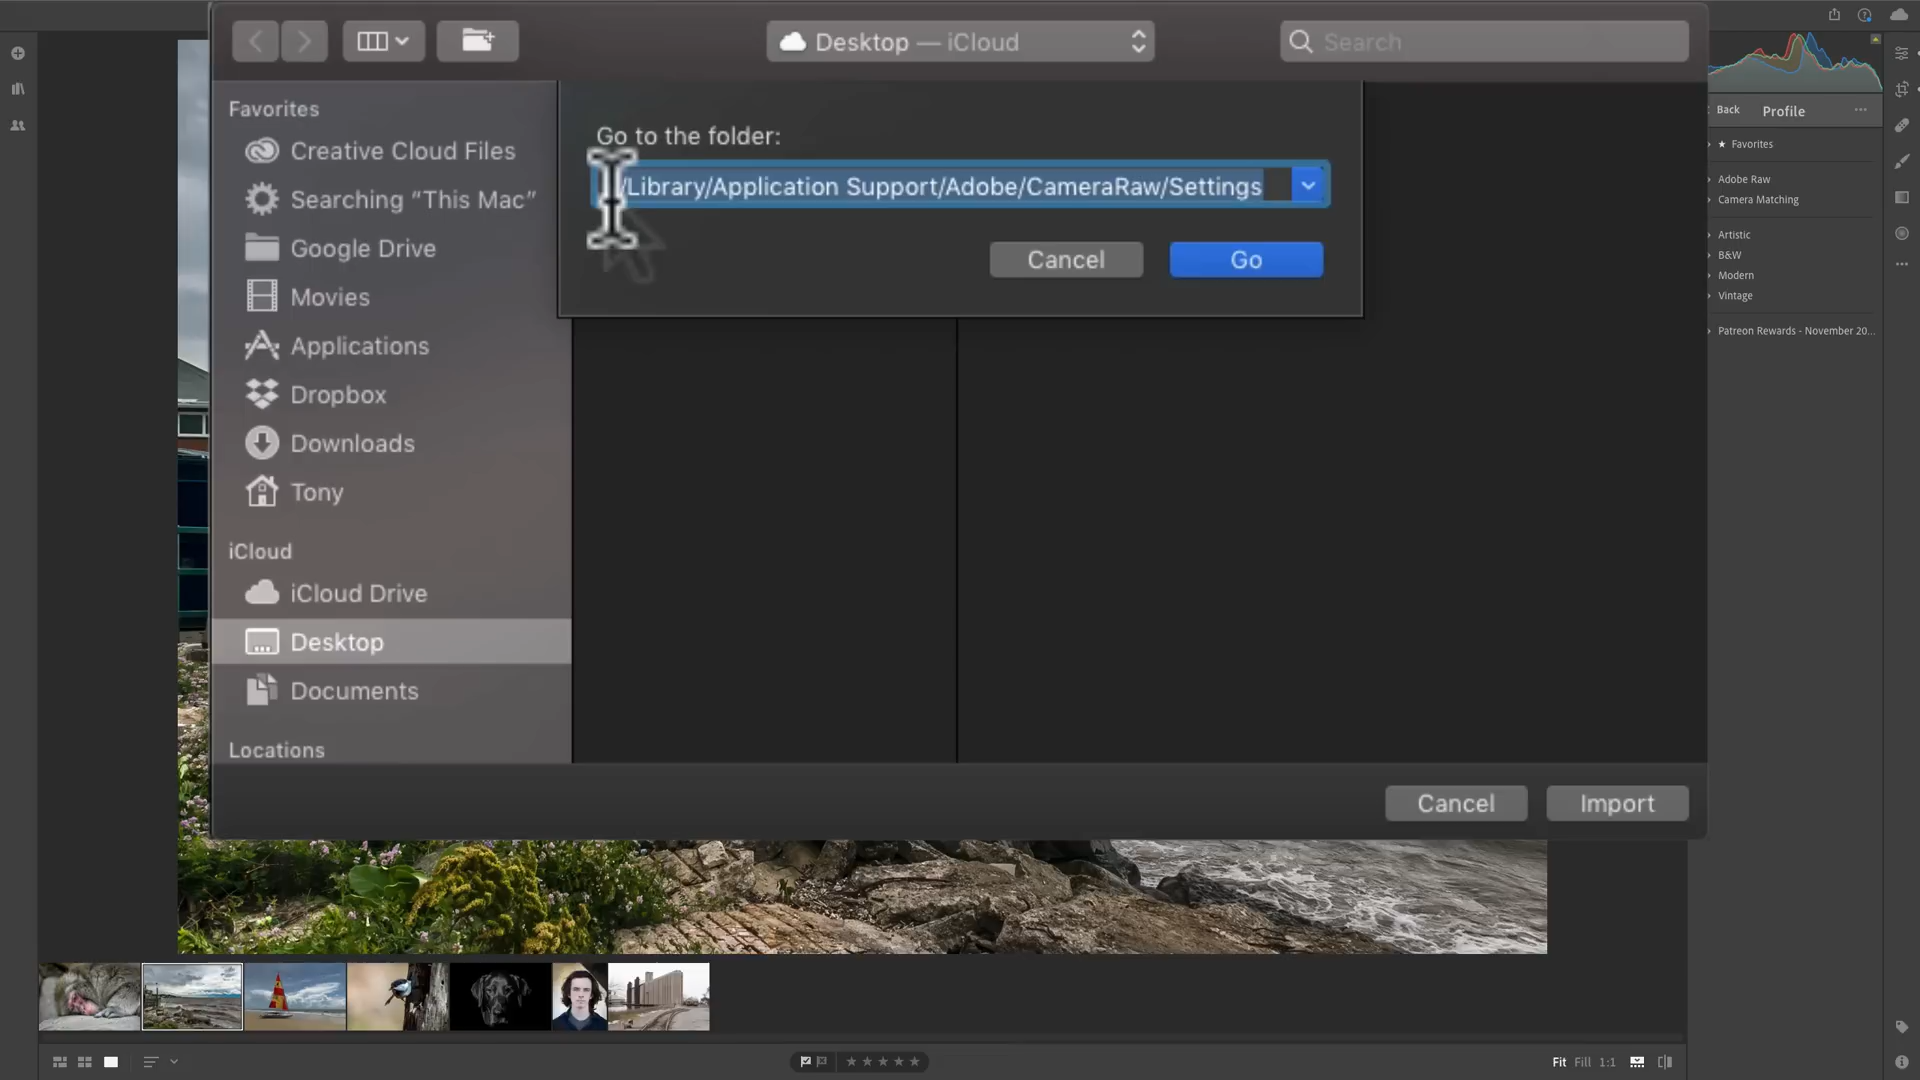 Desktop — iCloud
Search
Favorites
Creative Cloud Files
Searching “This Mac”
Google Drive
Movies
Applications
Dropbox
Downloads
Tony
iCloud
iCloud Drive
Desktop
Documents
Locations
Go to the folder:
/Library/Application Support/Adobe/CameraRaw/Settings
Cancel
Go
Cancel
Import
Back
Profile
Favorites
Adobe Raw
Camera Matching
Artistic
B&W
Modern
Vintage
Patreon Rewards - November 20...
Fit
Fill
1:1